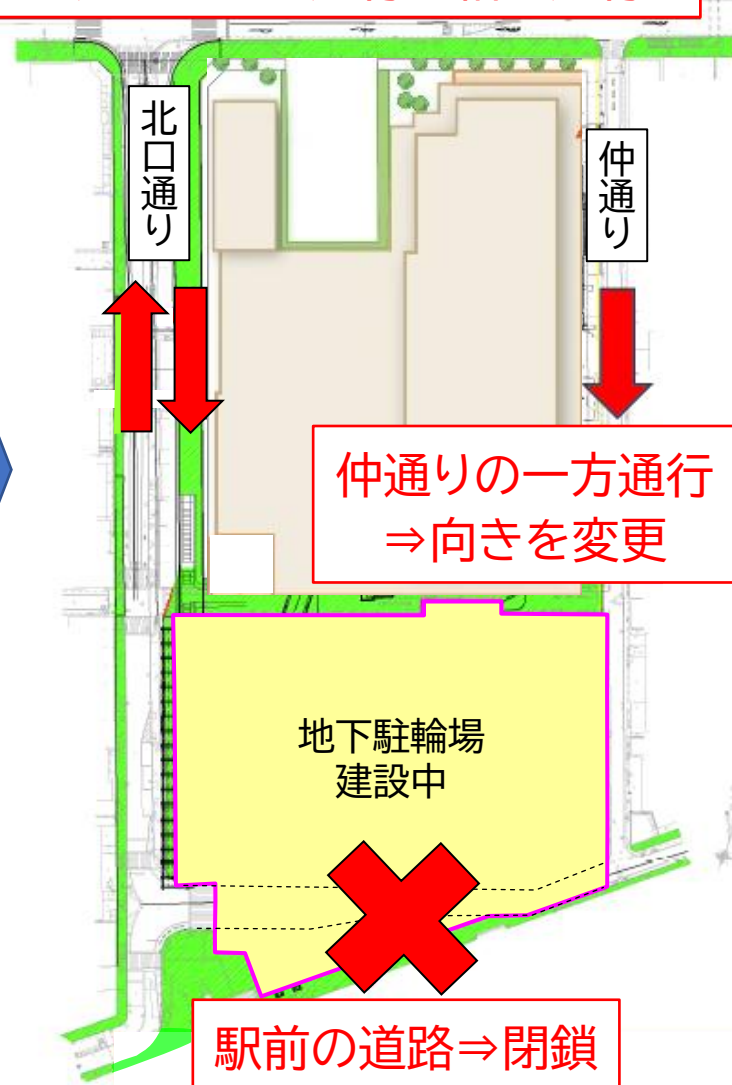 北口通り
仲通り
仲通りの一方通行
⇒向きを変更
地下駐輪場
建設中
駅前の道路⇒閉鎖